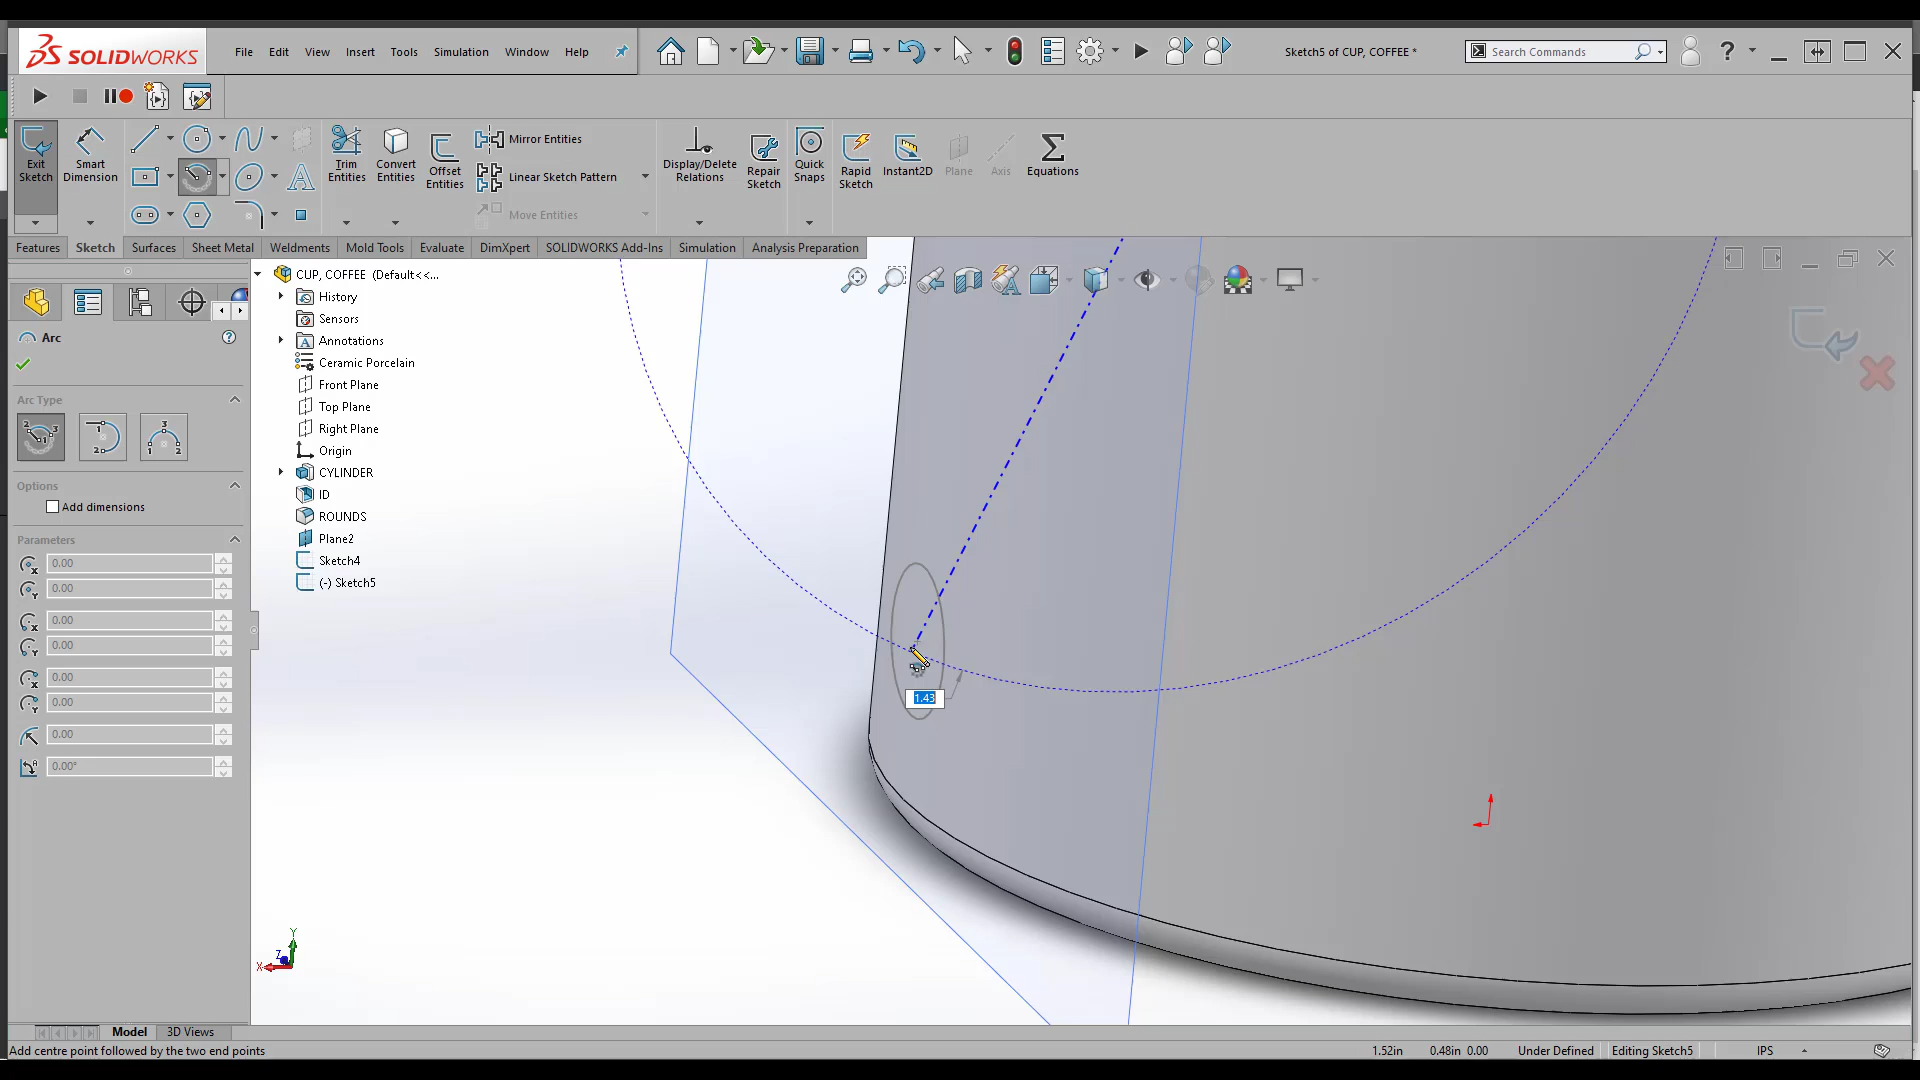 SOLIDWORKS
File Edit View Insert Tools Simulation Window Help
Sketch5 of CUP, COFFEE *
Search Commands
?
Exit Sketch
Smart Dimension
Trim Entities
Convert Entities
Offset Entities
Mirror Entities
Linear Sketch Pattern
Move Entities
Display/Delete Relations
Repair Sketch
Quick Snaps
Rapid Sketch
Instant2D
Plane
Axis
Equations
Features Sketch Surfaces Sheet Metal Weldments Mold Tools Evaluate DimXpert SOLIDWORKS Add-Ins Simulation Analysis Preparation
Arc
Arc Type
Options
Add dimensions
Parameters
0.00
0.00
0.00
0.00
0.00
0.00
0.00
0.00°
CUP, COFFEE (Default<<...
History
Sensors
Annotations
Ceramic Porcelain
Front Plane
Top Plane
Right Plane
Origin
CYLINDER
ID
ROUNDS
Plane2
Sketch4
(-) Sketch5
1.43
Y
Z
X
Model 3D Views
Add centre point followed by the two end points
1.52in 0.48in 0.00 Under Defined Editing Sketch5 IPS